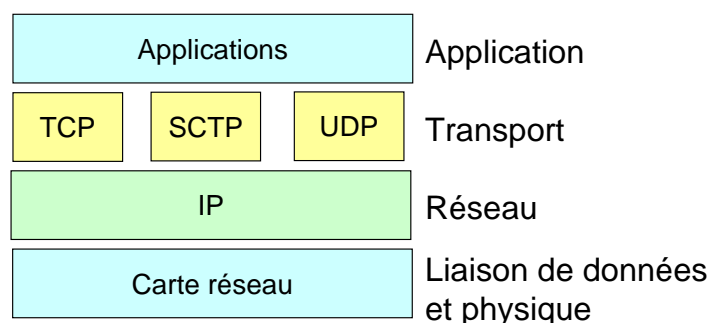 Applications Application
TCP SCTP UDP Transport
IP Réseau
Carte réseau Liaison de données
et physique